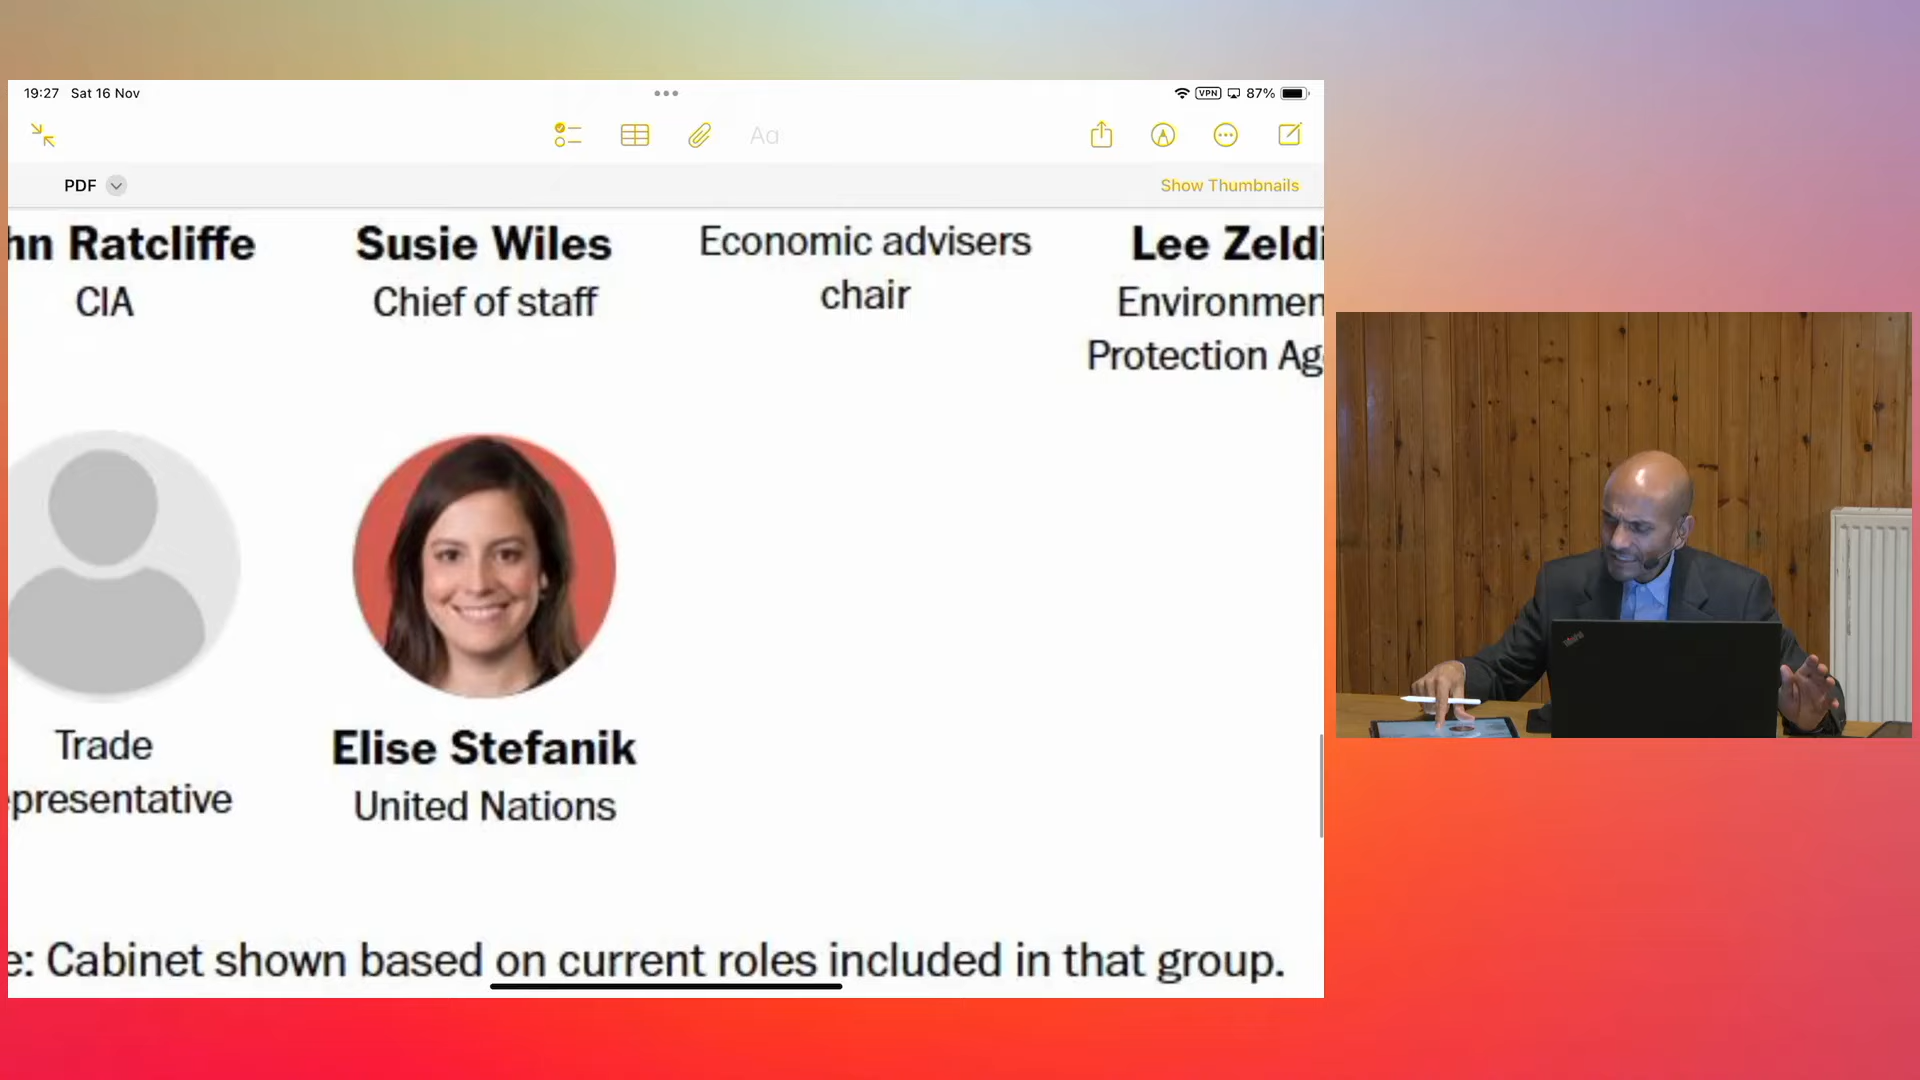 19:27 Sat 16 Nov
VPN 87%
Aa
PDF
Show Thumbnails
hn Ratcliffe
CIA
Susie Wiles
Chief of staff
Economic advisers
chair
Lee Zeldi
Environmen
Protection Ag
Trade
epresentative
Elise Stefanik
United Nations
e: Cabinet shown based on current roles included in that group.